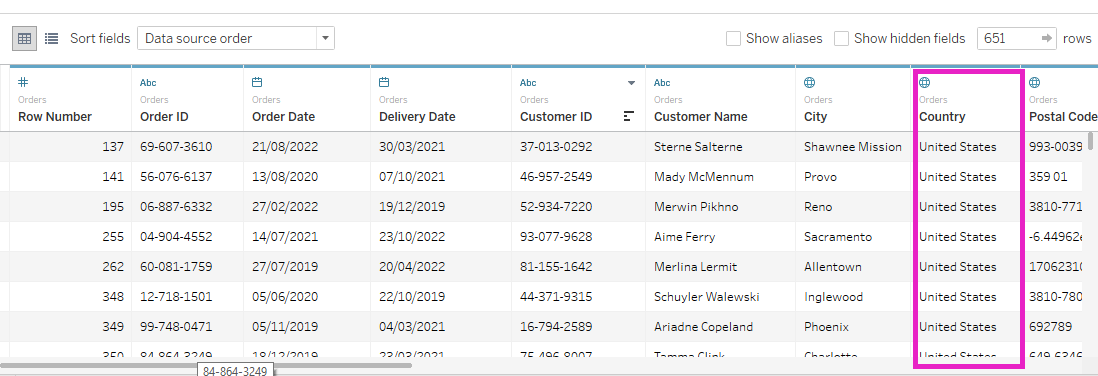 Sort fields Data source order Show aliases Show hidden fields 651 rows
# Abc Abc Abc
Orders Orders Orders Orders Orders Orders Orders Orders Orders
Row Number Order ID Order Date Delivery Date Customer ID Customer Name City Country Postal Code
137 69-607-3610 21/08/2022 30/03/2021 37-013-0292 Sterne Salterne Shawnee Mission United States 993-0039
141 56-076-6137 13/08/2020 07/10/2021 46-957-2549 Mady McMennum Provo United States 359 01
195 06-887-6332 27/02/2022 19/12/2019 52-934-7220 Merwin Pikhno Reno United States 3810-771
255 04-904-4552 14/07/2021 23/10/2022 93-077-9628 Aime Ferry Sacramento United States -6.44962
262 60-081-1759 27/07/2019 20/04/2022 81-155-1642 Merlina Lermit Allentown United States 17062310
348 12-718-1501 05/06/2020 22/10/2019 44-371-9315 Schuyler Walewski Inglewood United States 3810-780
349 99-748-0471 05/11/2019 04/03/2021 16-794-2589 Ariadne Copeland Phoenix United States 692789
350 84-864-3249 18/12/2019 23/03/2021 75-496-8007 Tamma Clink Charlotte United States 649-6346
84-864-3249